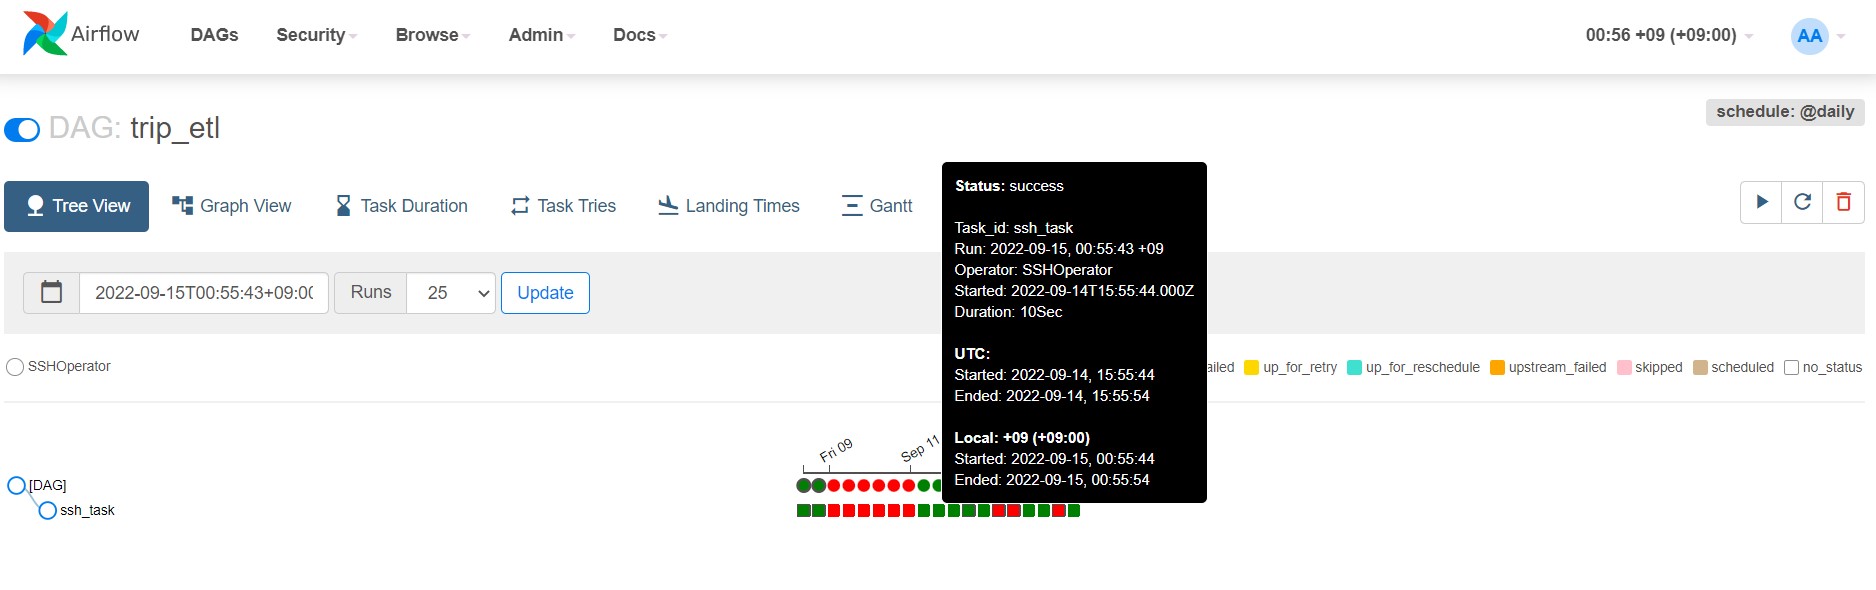 Airflow DAGs Security Browse Admin Docs 00:56 +09 (+09:00) AA
schedule: @daily
DAG: trip_etl
Tree View Graph View Task Duration Task Tries Landing Times Gantt
2022-09-15T00:55:43+09:00 Runs 25 Update
Status: success
Task_id: ssh_task
Run: 2022-09-15, 00:55:43 +09
Operator: SSHOperator
Started: 2022-09-14T15:55:44.000Z
Duration: 10Sec
UTC:
Started: 2022-09-14, 15:55:44
Ended: 2022-09-14, 15:55:54
Local: +09 (+09:00)
Started: 2022-09-15, 00:55:44
Ended: 2022-09-15, 00:55:54
SSHOperator
ailed up_for_retry up_for_reschedule upstream_failed skipped scheduled no_status
Fri 09 Sep 11
[DAG]
ssh_task